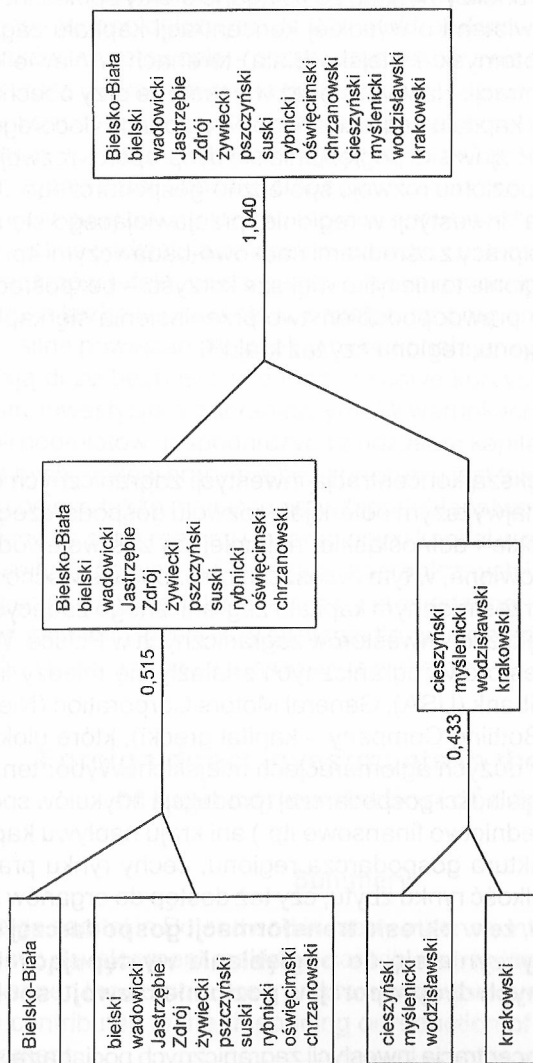 Bielsko-Biała
bielski
wadowicki
Jastrzębie
Zdrój
żywiecki
pszczyński
suski
rybnicki
oświęcimski
chrzanowski
cieszyński
myślenicki
wodzisławski
krakowski
0,515
0,433
Bielsko-Biała
bielski
wadowicki
Jastrzębie
Zdrój
żywiecki
pszczyński
suski
rybnicki
oświęcimski
chrzanowski
cieszyński
myślenicki
wodzisławski
krakowski
1,040
Bielsko-Biała
bielski
wadowicki
Jastrzębie
Zdrój
żywiecki
pszczyński
suski
rybnicki
oświęcimski
chrzanowski
cieszyński
myślenicki
wodzisławski
krakowski